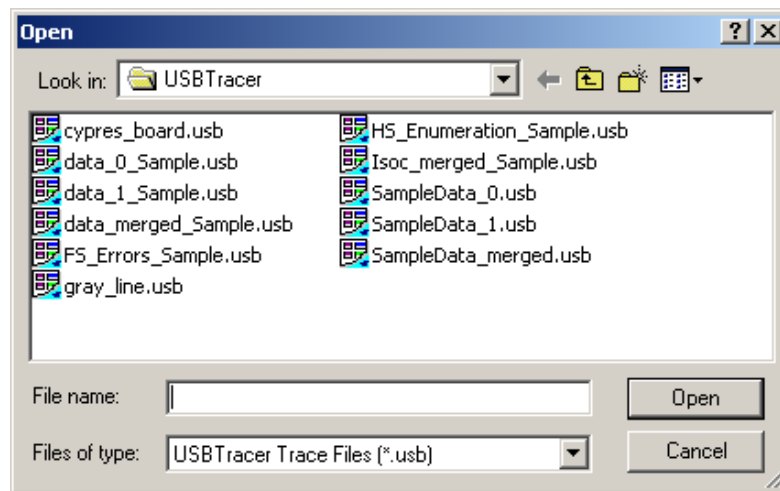 Open
Look in: USBTracer
cypres_board.usb
data_0_Sample.usb
data_1_Sample.usb
data_merged_Sample.usb
FS_Errors_Sample.usb
gray_line.usb
HS_Enumeration_Sample.usb
Isoc_merged_Sample.usb
SampleData_0.usb
SampleData_1.usb
SampleData_merged.usb
File name:
Open
Files of type: USBTracer Trace Files (*.usb)
Cancel